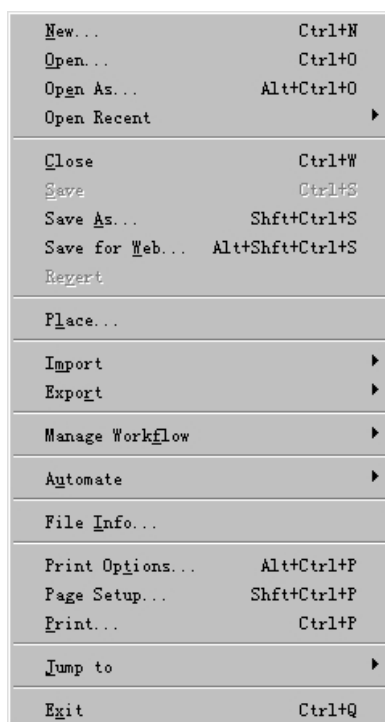 New... Ctrl+N
Open... Ctrl+O
Open As... Alt+Ctrl+O
Open Recent
Close Ctrl+W
Save Ctrl+S
Save As... Shft+Ctrl+S
Save for Web... Alt+Shft+Ctrl+S
Revert
Place...
Import
Export
Manage Workflow
Automate
File Info...
Print Options... Alt+Ctrl+P
Page Setup... Shft+Ctrl+P
Print... Ctrl+P
Jump to
Exit Ctrl+Q